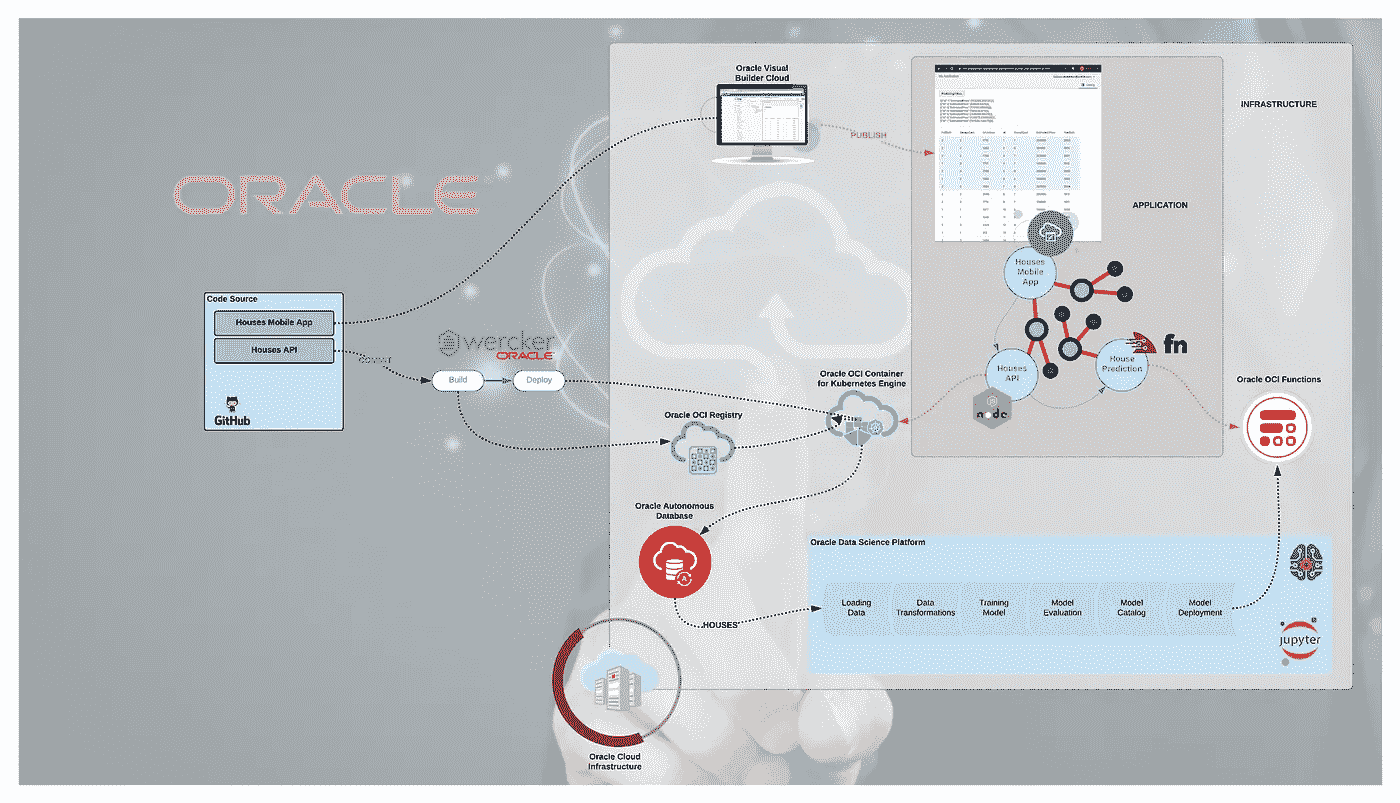 ORACLE
Code Source
Houses Mobile App
Houses API
GitHub
wercker
ORACLE
Build
Deploy
Oracle Visual
Builder Cloud
PUBLISH
INFRASTRUCTURE
APPLICATION
Houses
Mobile
App
Houses
API
node
House
Prediction
fn
Oracle OCI Functions
Oracle OCI Container
for Kubernetes Engine
Oracle OCI Registry
Oracle Autonomous
Database
A
HOUSES
Oracle Data Science Platform
Loading
Data
Data
Transformations
Training
Model
Model
Evaluation
Model
Catalog
Model
Deployment
jupyter
Oracle Cloud
Infrastructure